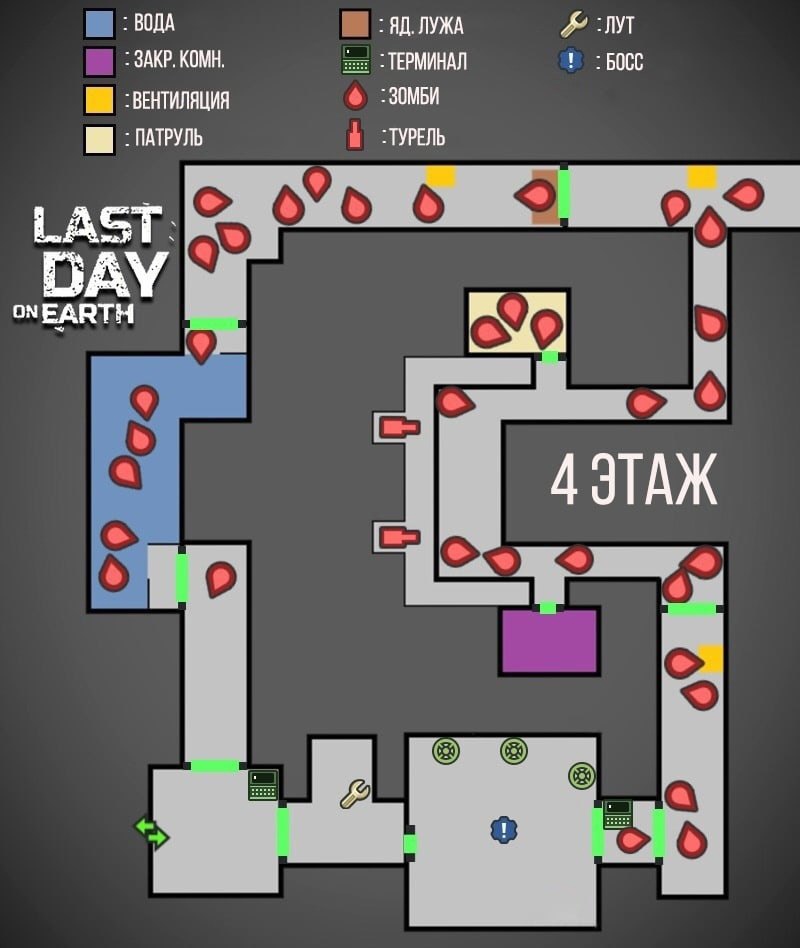 : ВОДА
: ЗАКР. КОМН.
: ВЕНТИЛЯЦИЯ
: ПАТРУЛЬ
: ЯД. ЛУЖА
: ТЕРМИНАЛ
: ЗОМБИ
: ТУРЕЛЬ
: ЛУТ
: БОСС
LAST
DAY
ON EARTH
4 ЭТАЖ